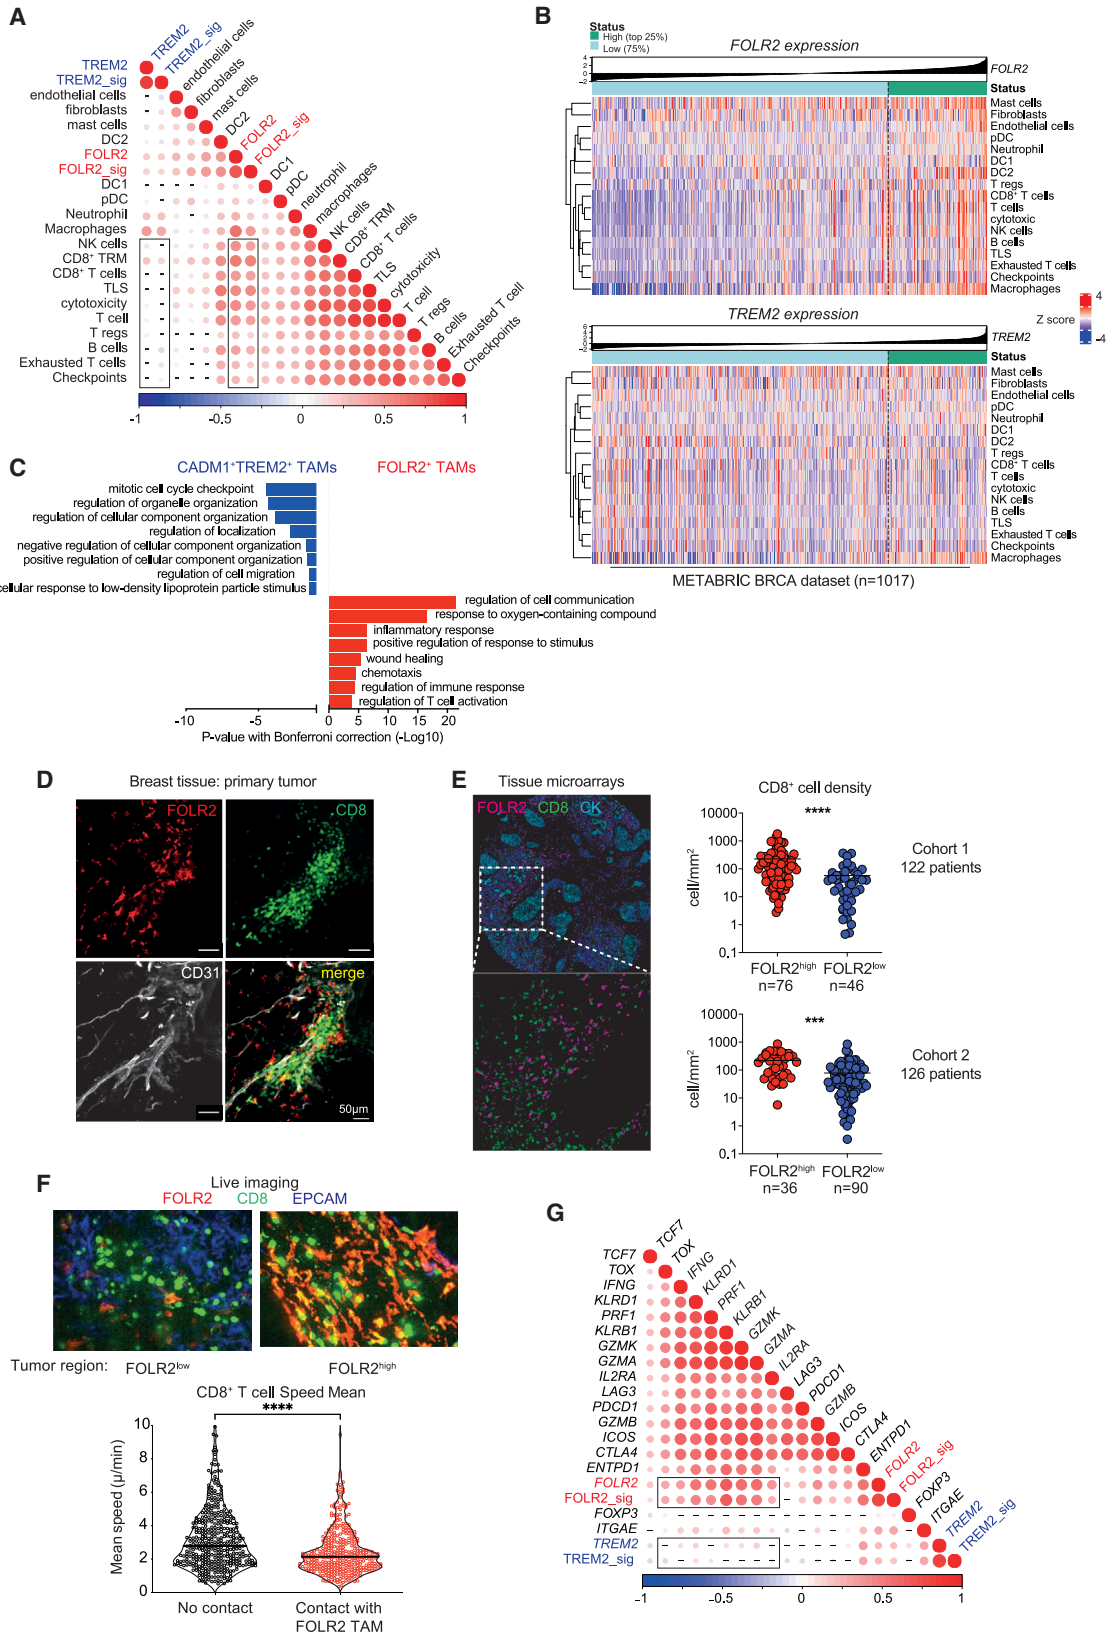 A
TREM2
TREM2_sig
endothelial cells
fibroblasts
mast cells
DC2
FOLR2
FOLR2_sig
DC1
pDC
neutrophil
macrophages
NK cells
CD8⁺ TRM
CD8⁺ T cells
TLS
cytotoxicity
T cell
T regs
B cells
Exhausted T cell
Checkpoints
TREM2
TREM2_sig
endothelial cells
fibroblasts
mast cells
DC2
FOLR2
FOLR2_sig
DC1
pDC
Neutrophil
Macrophages
NK cells
CD8⁺ TRM
CD8⁺ T cells
TLS
cytotoxicity
T cell
T regs
B cells
Exhausted T cells
Checkpoints
-1 -0.5 0 0.5 1
B
Status
High (top 25%)
Low (75%)
FOLR2 expression
4
2
0
−2
FOLR2
Status
Mast cells
Fibroblasts
Endothelial cells
pDC
Neutrophil
DC1
DC2
T regs
CD8⁺ T cells
T cells
cytotoxic
NK cells
B cells
TLS
Exhausted T cells
Checkpoints
Macrophages
4
Z score
-4
TREM2 expression
6
4
2
0
−2
TREM2
Status
Mast cells
Fibroblasts
Endothelial cells
pDC
Neutrophil
DC1
DC2
T regs
CD8⁺ T cells
T cells
cytotoxic
NK cells
B cells
TLS
Exhausted T cells
Checkpoints
Macrophages
METABRIC BRCA dataset (n=1017)
C
CADM1⁺TREM2⁺ TAMs
FOLR2⁺ TAMs
mitotic cell cycle checkpoint
regulation of organelle organization
regulation of cellular component organization
regulation of localization
negative regulation of cellular component organization
positive regulation of cellular component organization
regulation of cell migration
cellular response to low-density lipoprotein particle stimulus
regulation of cell communication
response to oxygen-containing compound
inflammatory response
positive regulation of response to stimulus
wound healing
chemotaxis
regulation of immune response
regulation of T cell activation
-10 -5 0 5 10 15 20
P-value with Bonferroni correction (-Log10)
D
Breast tissue: primary tumor
FOLR2
CD8
CD31
merge
50µm
E
Tissue microarrays
FOLR2 CD8 CK
CD8⁺ cell density
1000
100
10
1
0.1
10000
cell/mm²
****
FOLR2ʰⁱᵍʰ FOLR2ˡᵒʷ
n=76 n=46
Cohort 1
122 patients
10000
1000
100
10
1
0.1
cell/mm²
***
FOLR2ʰⁱᵍʰ FOLR2ˡᵒʷ
n=36 n=90
Cohort 2
126 patients
F
Live imaging
FOLR2 CD8 EPCAM
Tumor region: FOLR2ˡᵒʷ FOLR2ʰⁱᵍʰ
CD8⁺ T cell Speed Mean
****
10
8
6
4
2
0
Mean speed (µ/min)
No contact
Contact with
FOLR2 TAM
G
TCF7
TOX
IFNG
KLRD1
PRF1
KLRB1
GZMK
GZMA
IL2RA
LAG3
PDCD1
GZMB
ICOS
CTLA4
ENTPD1
FOLR2
FOLR2_sig
FOXP3
ITGAE
TREM2
TREM2_sig
TCF7
TOX
IFNG
KLRD1
PRF1
KLRB1
GZMK
GZMA
IL2RA
LAG3
PDCD1
GZMB
ICOS
CTLA4
ENTPD1
FOLR2
FOLR2_sig
FOXP3
ITGAE
TREM2
TREM2_sig
-1 -0.5 0 0.5 1